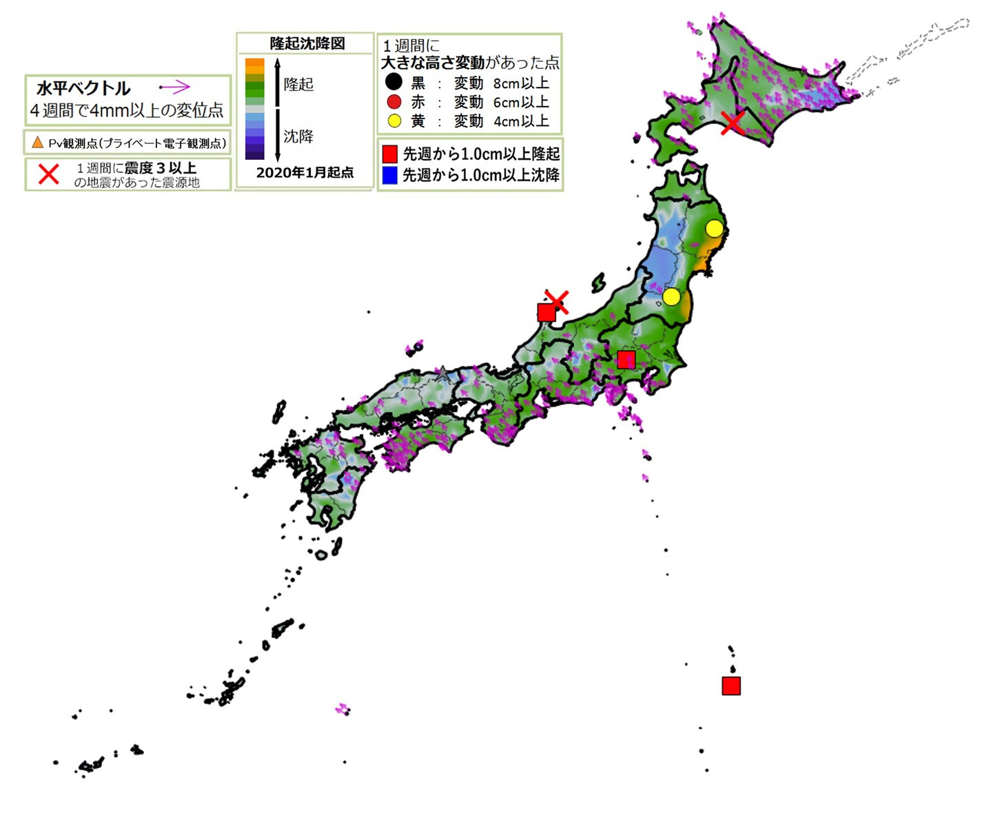 水平ベクトル
４週間で4mm以上の変位点
Pv観測点（プライベート電子観測点）
１週間に震度３以上
の地震があった震源地
隆起沈降図
隆起
沈降
2020年1月起点
１週間に
大きな高さ変動があった点
黒 ： 変動 8cm以上
赤 ： 変動 6cm以上
黄 ： 変動 4cm以上
先週から1.0cm以上隆起
先週から1.0cm以上沈降